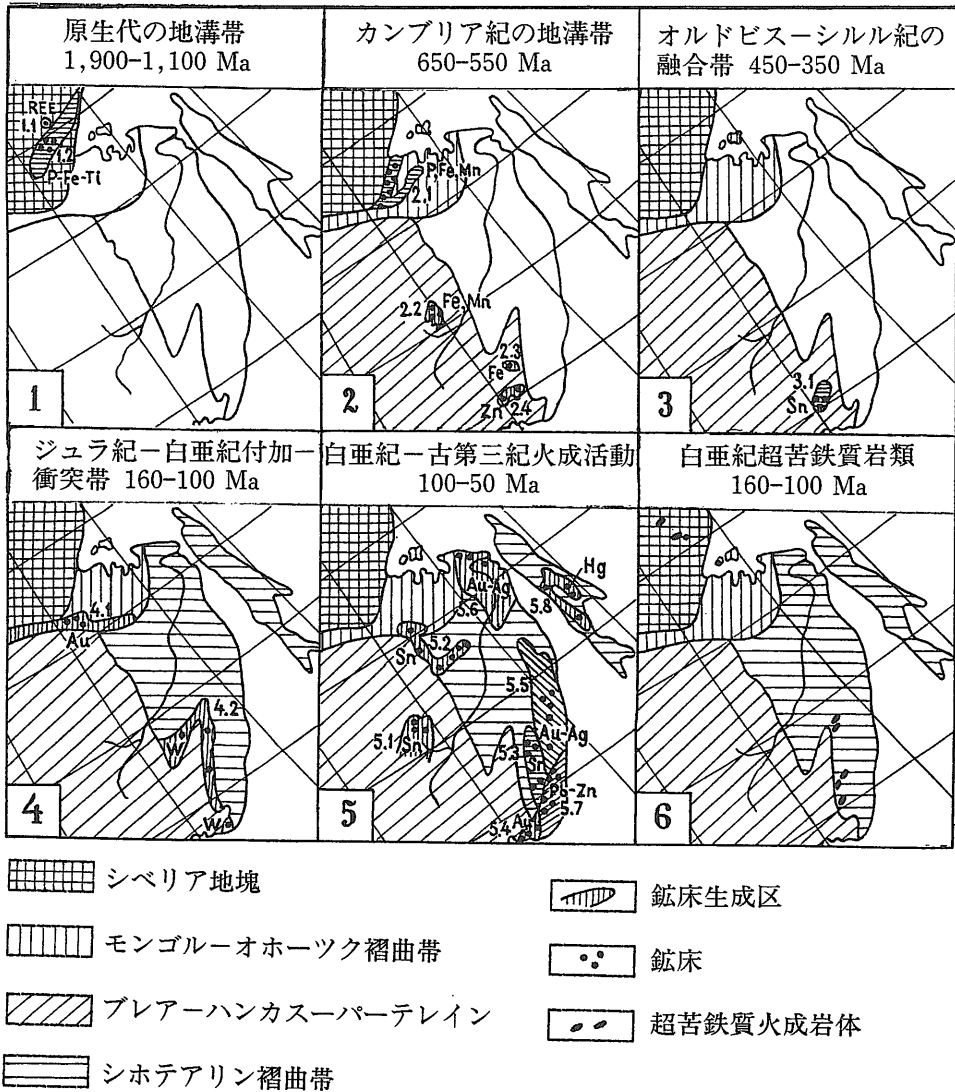 原生代の地溝帯
1,900-1,100 Ma
カンブリア紀の地溝帯
650-550 Ma
オルドビス－シルル紀の
融合帯 450-350 Ma
REE
1.1
1.2
P-Fe-Ti
1
P,Fe,Mn
2.1
2.2
Fe,Mn
2.3
Fe
Zn
2.4
2
3.1
Sn
3
ジュラ紀－白亜紀付加－
衝突帯 160-100 Ma
白亜紀－古第三紀火成活動
100-50 Ma
白亜紀超苦鉄質岩類
160-100 Ma
4.1
Au
4.2
W
W
4
Hg
Au-Ag
5.6
5.8
Sn
5.2
5.5
5.1
Sn
Au-Ag
5.3
Sn
Pb-Zn
5.7
5.4
Au
5
6
シベリア地塊
モンゴル－オホーツク褶曲帯
ブレアーハンカスーパーテレイン
シホテアリン褶曲帯
鉱床生成区
鉱床
超苦鉄質火成岩体